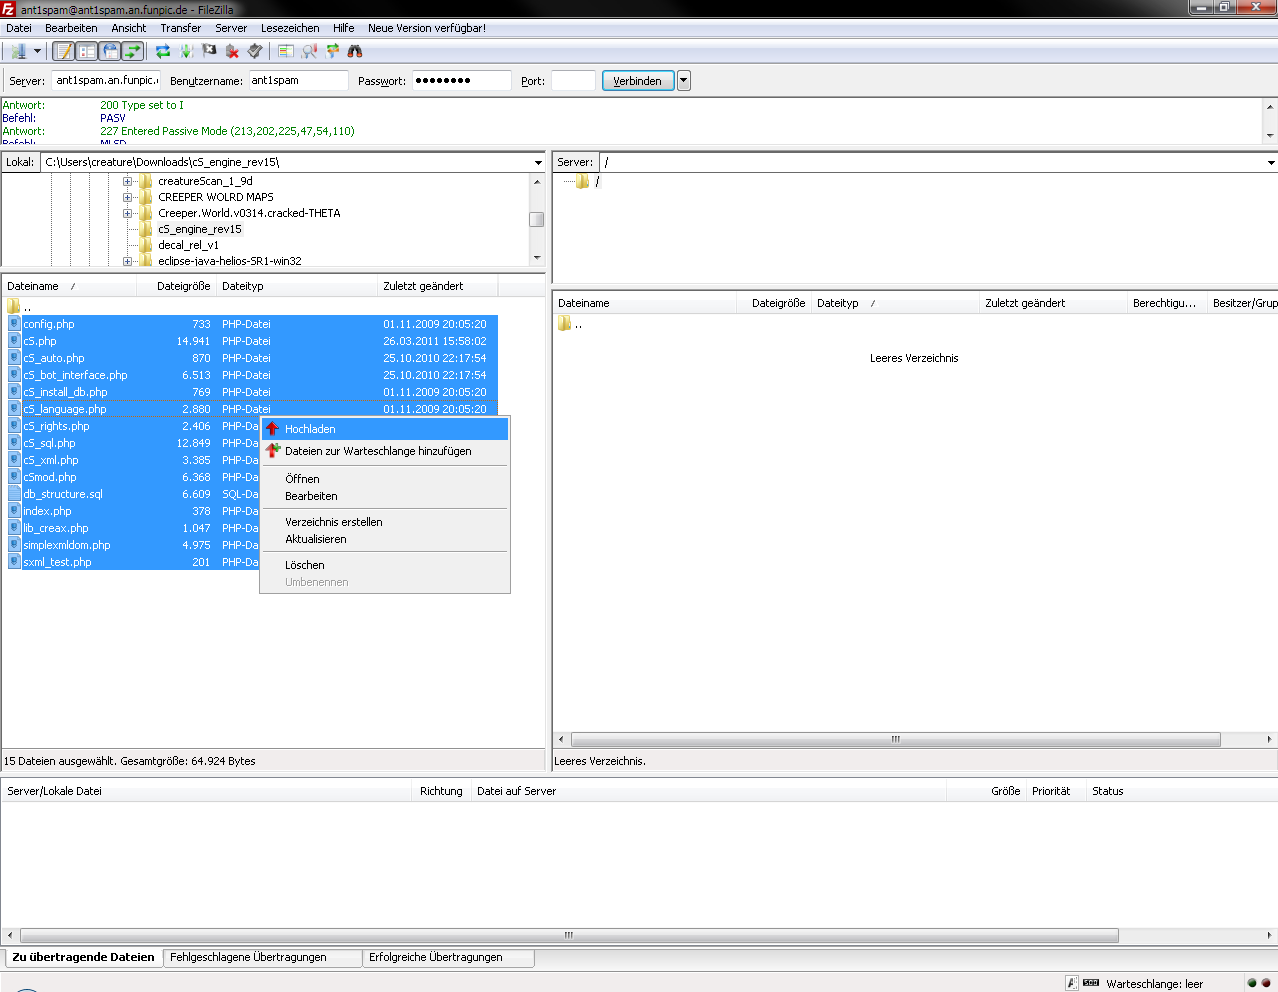 ant1spam@ant1spam.an.funpic.de - FileZilla
Datei Bearbeiten Ansicht Transfer Server Lesezeichen Hilfe Neue Version verfügbar!
Server: ant1spam.an.funpic. Benutzername: ant1spam Passwort: ●●●●●●●● Port: Verbinden
Antwort: 200 Type set to I
Befehl: PASV
Antwort: 227 Entered Passive Mode (213,202,225,47,54,110)
Befehl: MLSD
Lokal: C:\Users\creature\Downloads\cS_engine_rev15\
creatureScan_1_9d
CREEPER WOLRD MAPS
Creeper.World.v0314.cracked-THETA
cS_engine_rev15
decal_rel_v1
eclipse-java-helios-SR1-win32
Server: /
/
Dateiname / Dateigröße Dateityp Zuletzt geändert
..
config.php 733 PHP-Datei 01.11.2009 20:05:20
cS.php 14.941 PHP-Datei 26.03.2011 15:58:02
cS_auto.php 870 PHP-Datei 25.10.2010 22:17:54
cS_bot_interface.php 6.513 PHP-Datei 25.10.2010 22:17:54
cS_install_db.php 769 PHP-Datei 01.11.2009 20:05:20
cS_language.php 2.880 PHP-Datei 01.11.2009 20:05:20
cS_rights.php 2.406 PHP-Da
cS_sql.php 12.849 PHP-Da
cS_xml.php 3.385 PHP-Da
cSmod.php 6.368 PHP-Da
db_structure.sql 6.609 SQL-Da
index.php 378 PHP-Da
lib_creax.php 1.047 PHP-Da
simplexmldom.php 4.975 PHP-Da
sxml_test.php 201 PHP-Da
Hochladen
Dateien zur Warteschlange hinzufügen
Öffnen
Bearbeiten
Verzeichnis erstellen
Aktualisieren
Löschen
Umbenennen
15 Dateien ausgewählt. Gesamtgröße: 64.924 Bytes
Dateiname Dateigröße Dateityp / Zuletzt geändert Berechtigu... Besitzer/Grup
..
Leeres Verzeichnis
Leeres Verzeichnis.
Server/Lokale Datei Richtung Datei auf Server Größe Priorität Status
Zu übertragende Dateien Fehlgeschlagene Übertragungen Erfolgreiche Übertragungen
Warteschlange: leer